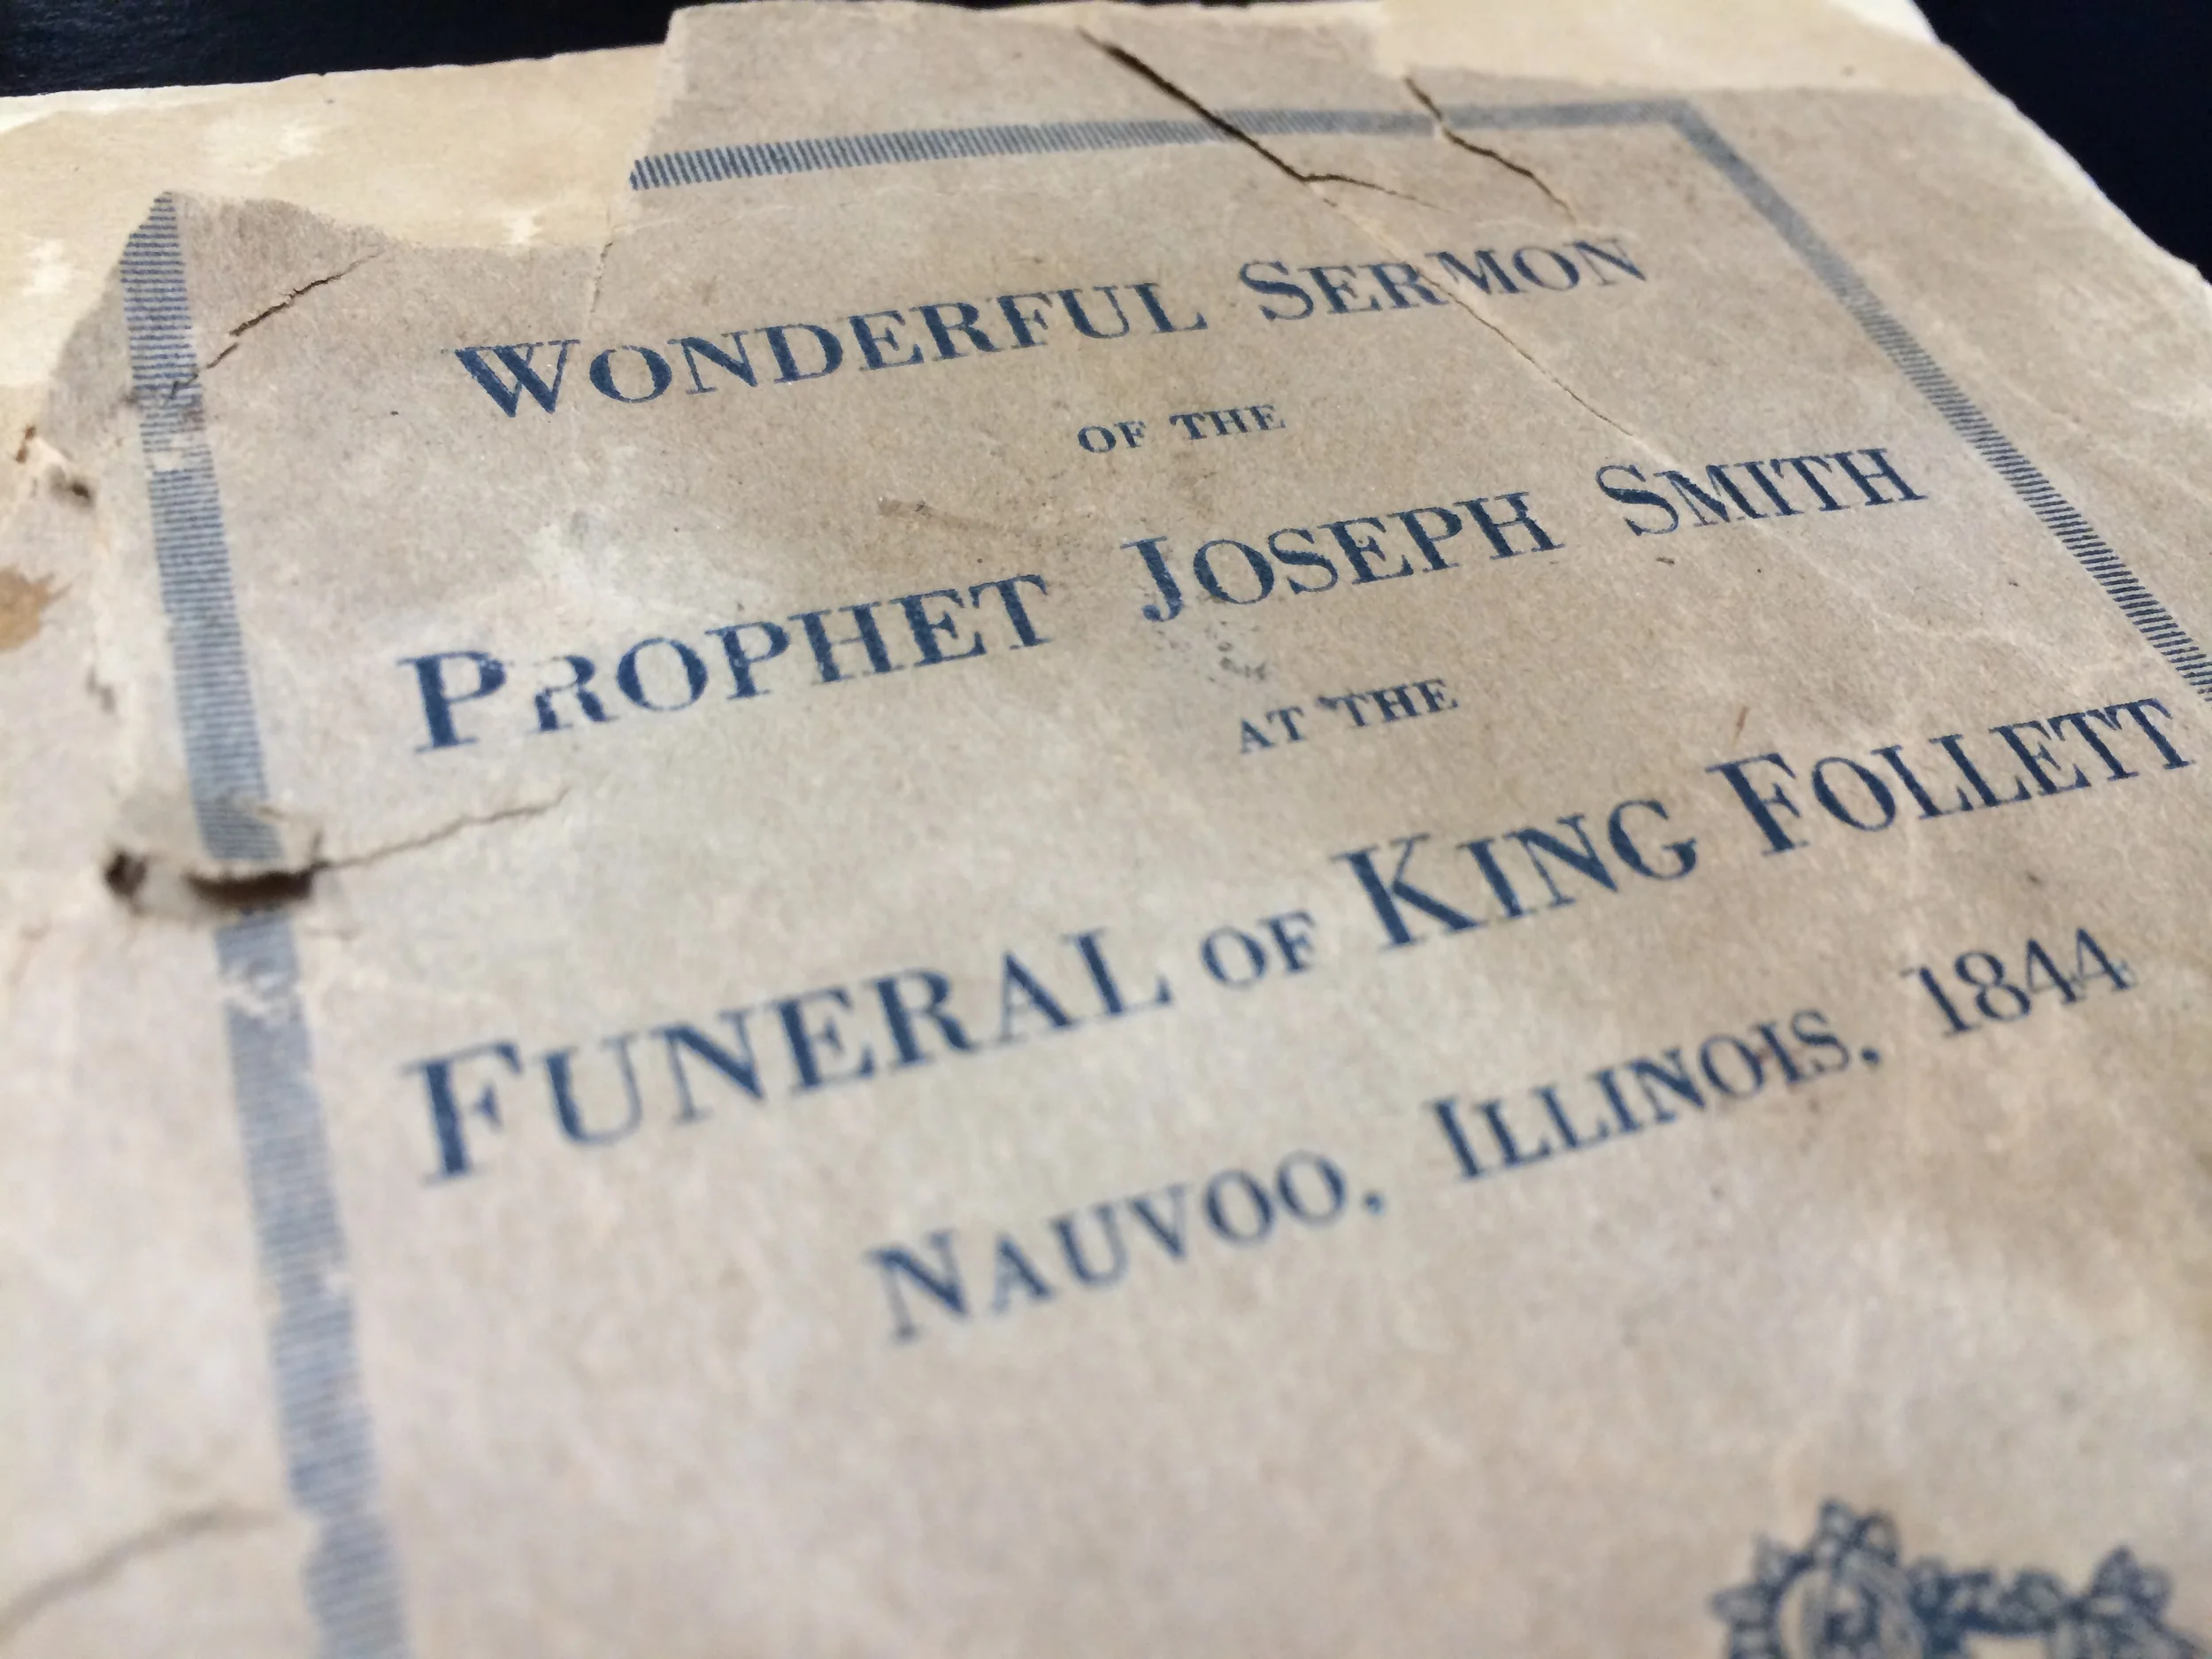 WONDERFUL SERMON
OF THE
PROPHET JOSEPH SMITH
AT THE
FUNERAL OF KING FOLLETT
NAUVOO, ILLINOIS, 1844